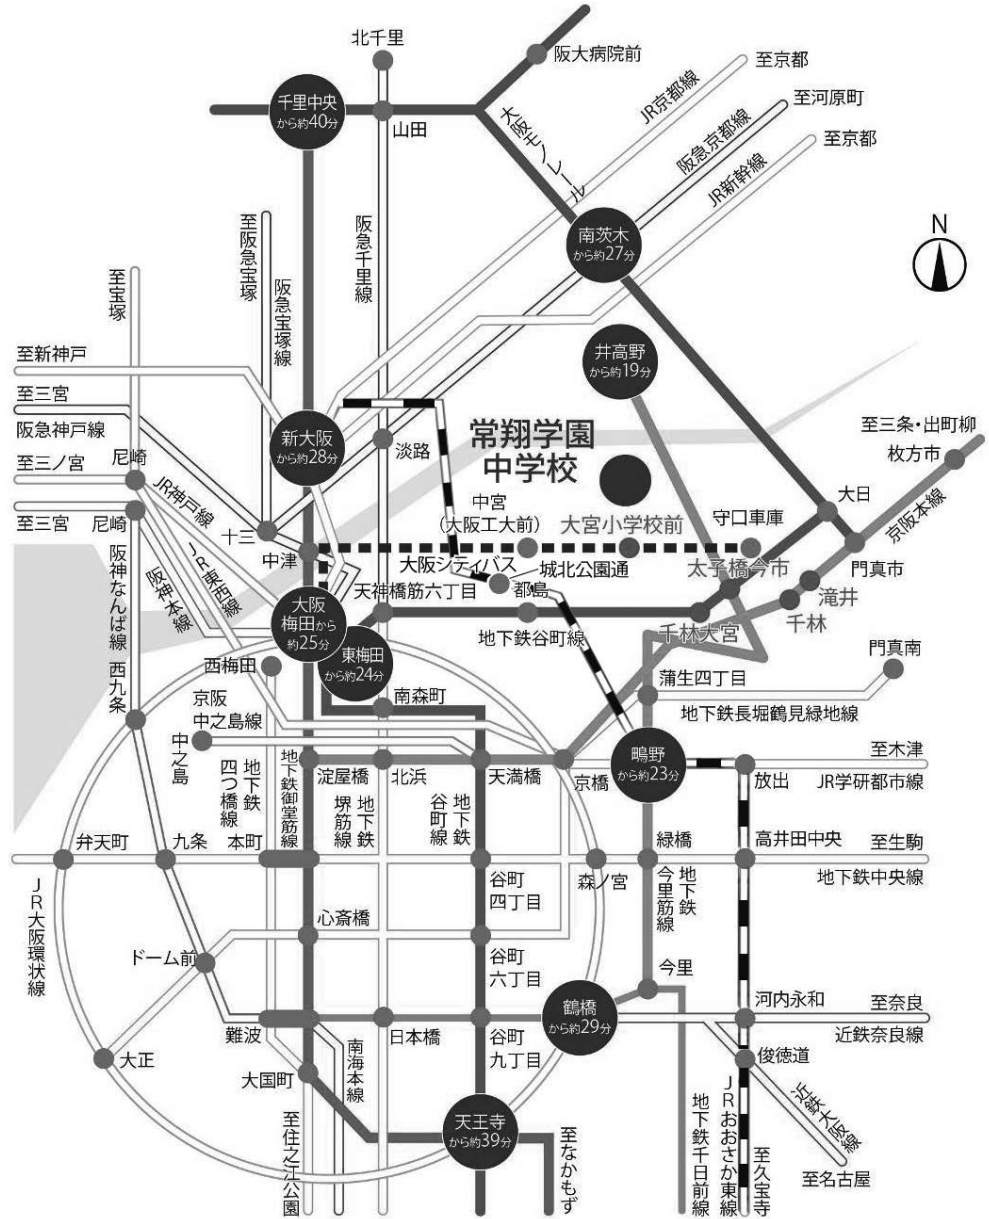 北千里
阪大病院前
至京都
千里中央
から約40分
山田
JR京都線
至河原町
大阪モノレール
阪急京都線
至京都
JR新幹線
至阪急宝塚
阪急宝塚線
阪急千里線
南茨木
から約27分
N
至宝塚
至新神戸
井高野
から約19分
至三宮
阪急神戸線
新大阪
から約28分
淡路
常翔学園
中学校
至三条・出町柳
枚方市
至三ノ宮
尼崎
JR神戸線
至三宮
尼崎
十三
中宮
(大阪工大前)
大宮小学校前
守口車庫
大日
京阪本線
中津
大阪シティバス
城北公園通
太子橋今市
門真市
阪神なんば線
阪神本線
JR東西線
大阪
梅田から
約25分
天神橋筋六丁目
都島
滝井
千林
東梅田
から約24分
地下鉄谷町線
千林大宮
門真南
西梅田
西九条
南森町
蒲生四丁目
地下鉄長堀鶴見緑地線
京阪
中之島線
中之島
地下鉄
四つ橋線
地下鉄御堂筋線
淀屋橋
北浜
天満橋
京橋
鴫野
から約23分
放出
至木津
JR学研都市線
地下鉄
堺筋線
地下鉄
谷町線
弁天町
九条
本町
谷町
四丁目
森ノ宮
緑橋
高井田中央
至生駒
地下鉄中央線
地下鉄
今里筋線
JR大阪環状線
ドーム前
心斎橋
谷町
六丁目
今里
鶴橋
から約29分
河内永和
至奈良
近鉄奈良線
難波
日本橋
谷町
九丁目
大正
大国町
南海本線
俊徳道
天王寺
から約39分
近鉄大阪線
至名古屋
至住之江公園
至なかもず
地下鉄千日前線
JRおおさか東線
至久宝寺